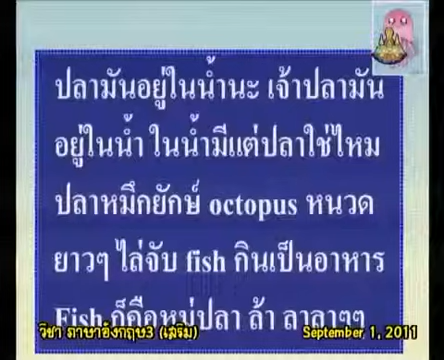 ปลามันอยู่ในน้ำนะ เจ้าปลามัน
อยู่ในน้ำ ในน้ำมีแต่ปลาใช่ไหม
ปลาหมึกยักษ์ octopus หนวด
ยาวๆ ไล่จับ fish กินเป็นอาหาร
Fish ก็คือหมู่ปลา ล้า ลาลาๆๆ
วิชา ภาษาอังกฤษ3 (เสริม)
September 1, 2011